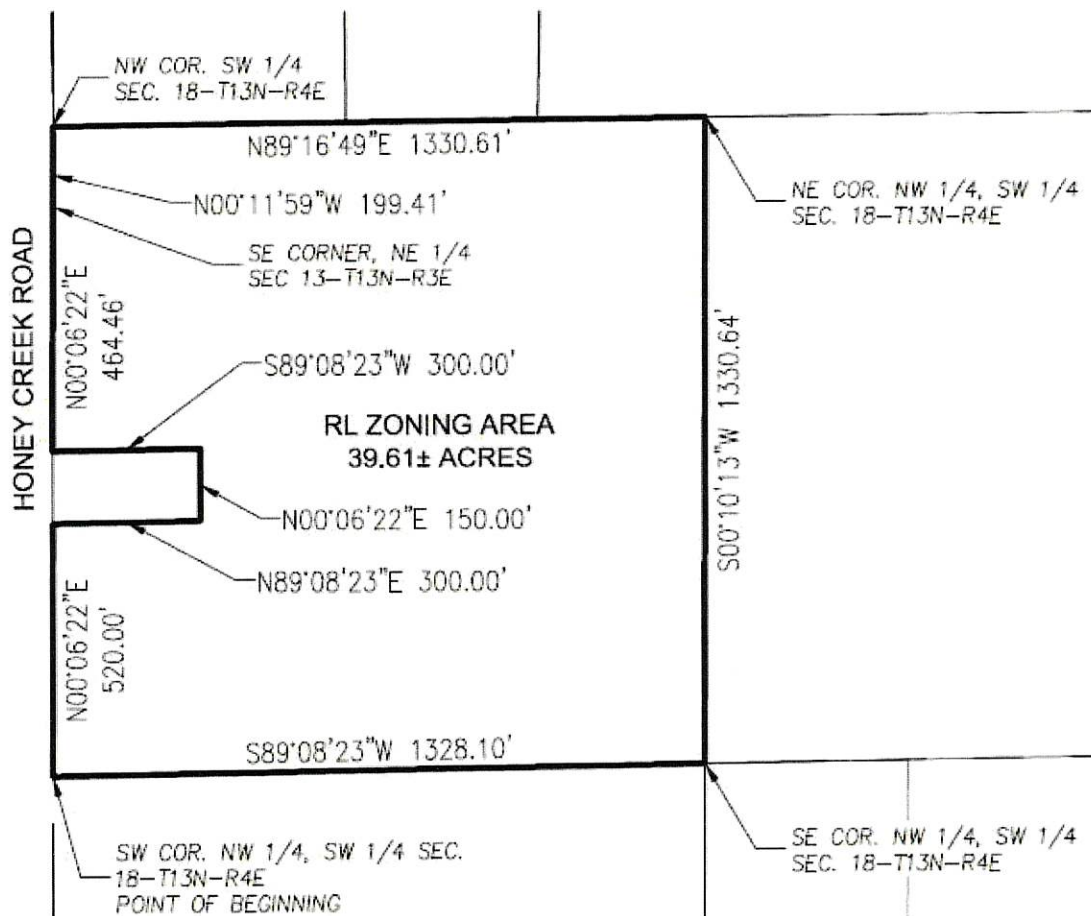 NW COR. SW 1/4
SEC. 18-T13N-R4E
N89°16'49"E 1330.61'
N00°11'59"W 199.41'
NE COR. NW 1/4, SW 1/4
SEC. 18-T13N-R4E
SE CORNER, NE 1/4
SEC 13-T13N-R3E
HONEY CREEK ROAD
N00°06'22"E
464.46'
S89°08'23"W 300.00'
RL ZONING AREA
39.61± ACRES
S00°10'13"W 1330.64'
N00°06'22"E 150.00'
N89°08'23"E 300.00'
N00°06'22"E
520.00'
S89°08'23"W 1328.10'
SW COR. NW 1/4, SW 1/4 SEC.
18-T13N-R4E
POINT OF BEGINNING
SE COR. NW 1/4, SW 1/4
SEC. 18-T13N-R4E